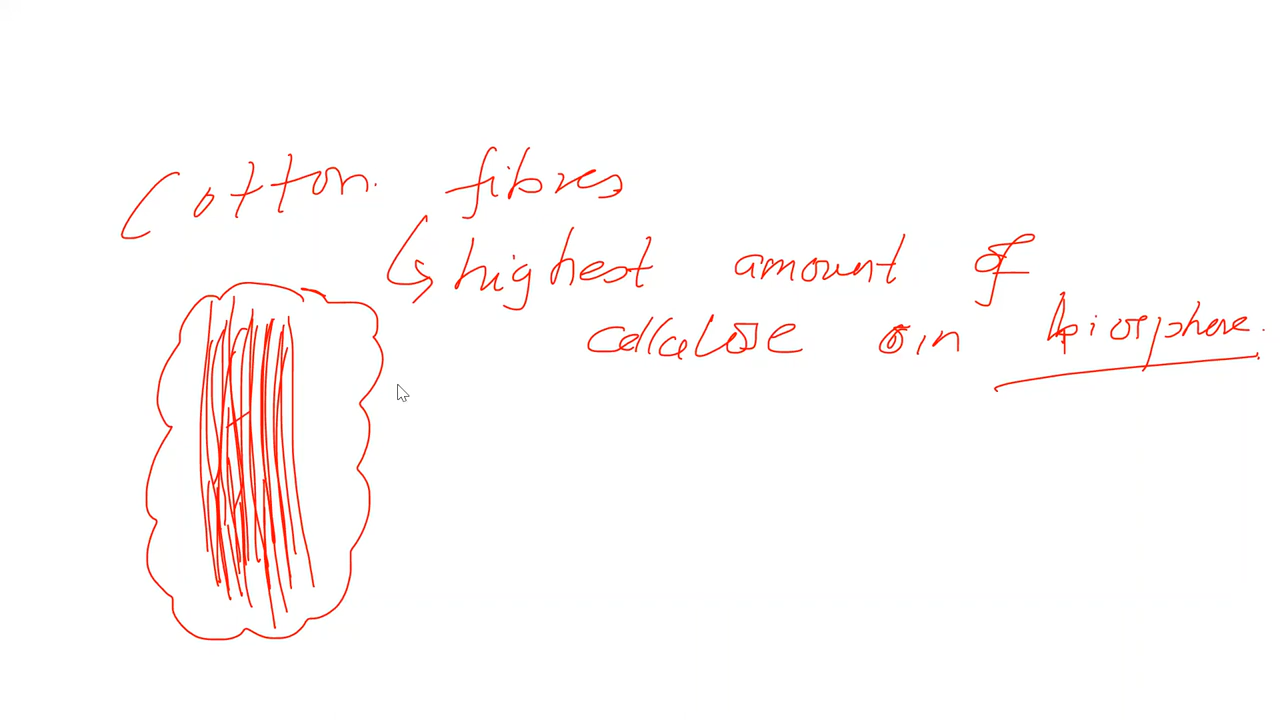 Cotton fibres
↳ highest amount of
cellulose in biosphere.